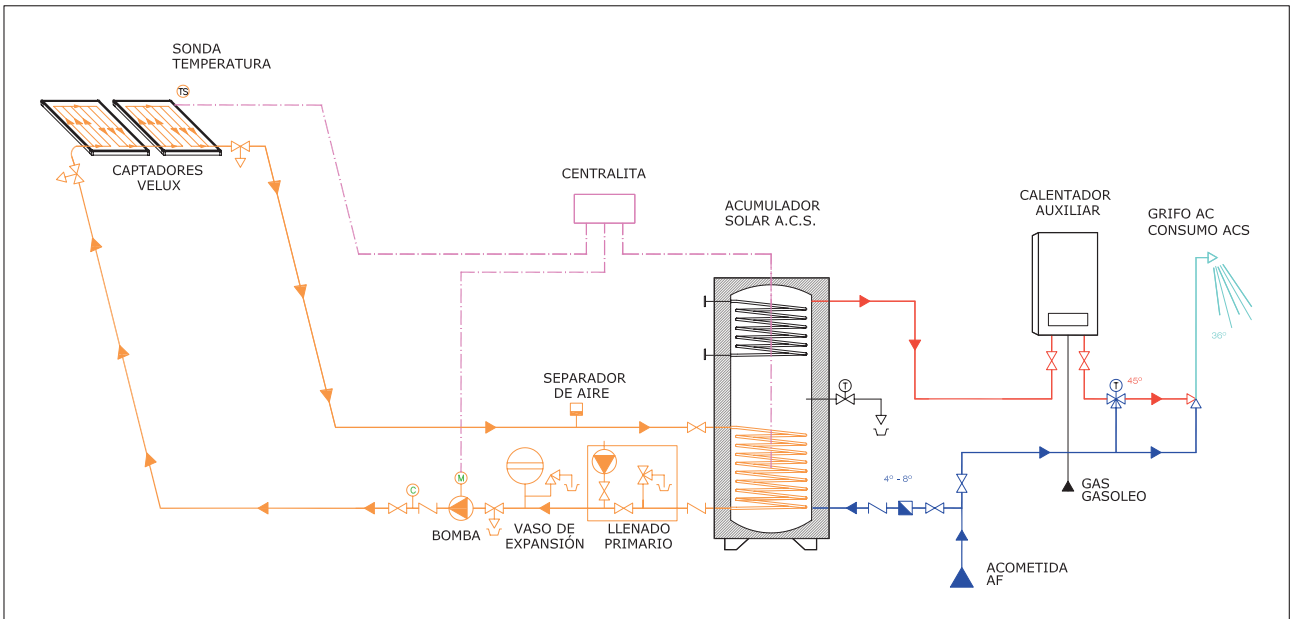 SONDA
TEMPERATURA
TS
CAPTADORES
VELUX
CENTRALITA
ACUMULADOR
SOLAR A.C.S.
CALENTADOR
AUXILIAR
GRIFO AC
CONSUMO ACS
36º
SEPARADOR
DE AIRE
T
T
45º
C
M
4º - 8º
GAS
GASOLEO
BOMBA
VASO DE
EXPANSIÓN
LLENADO
PRIMARIO
ACOMETIDA
AF